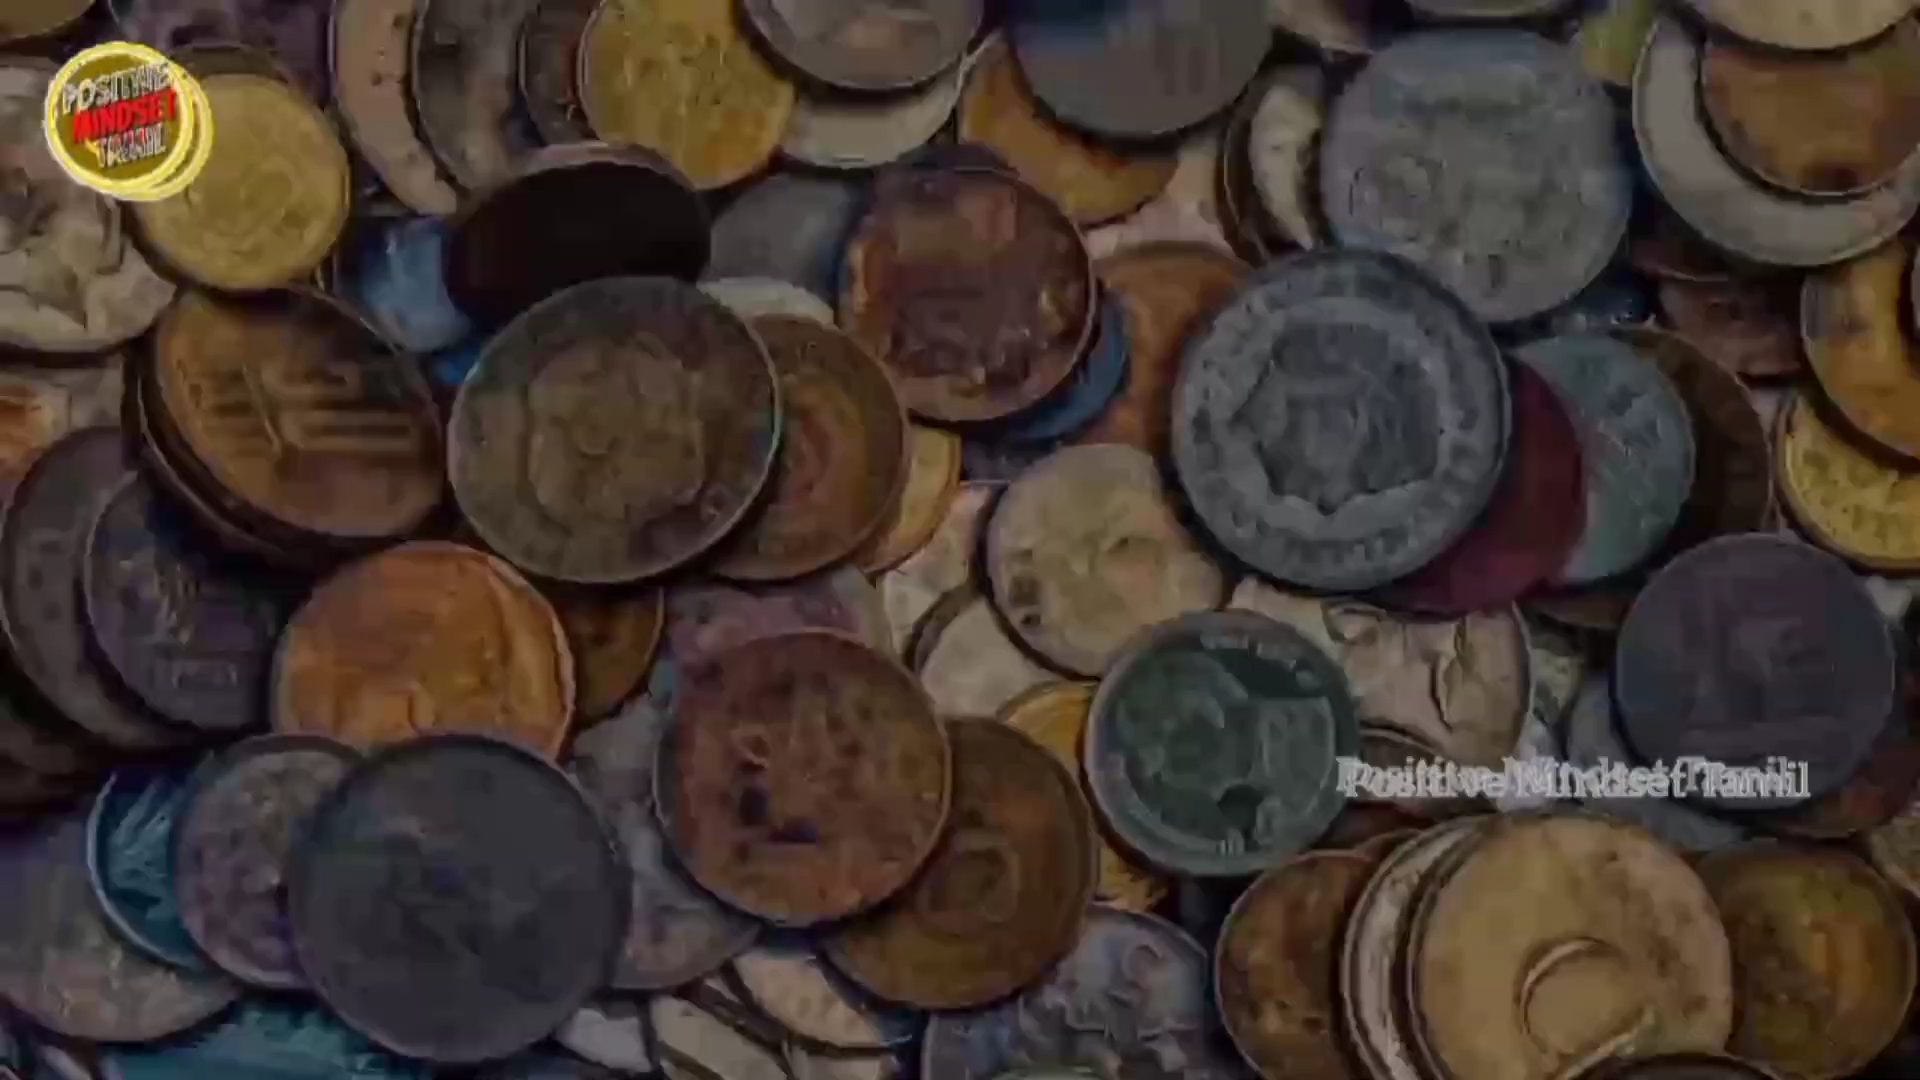 POSITIVE
MINDSET
TAMIL
Positive Mindset Tamil